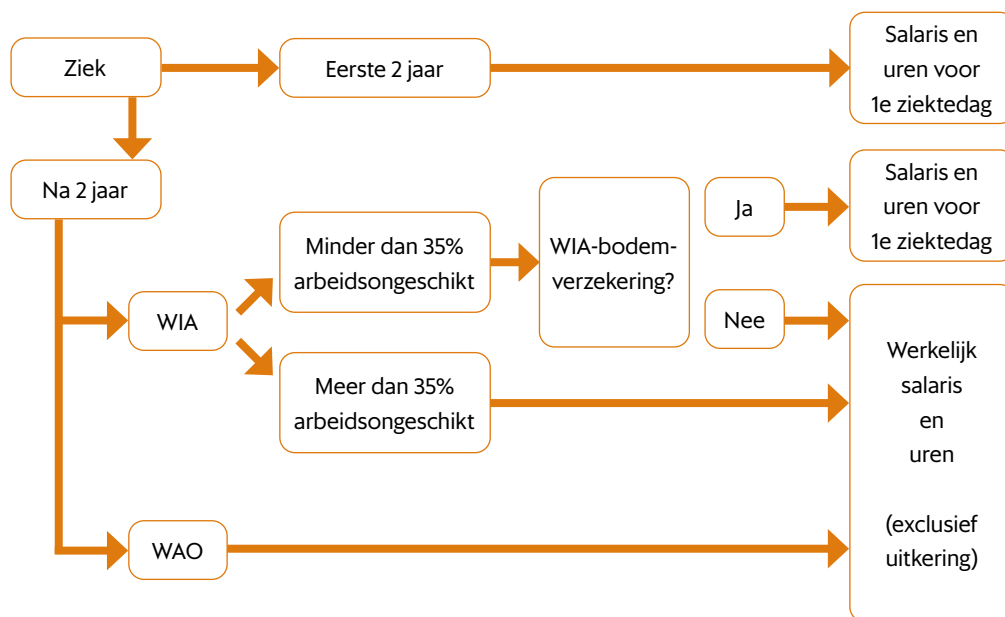 Ziek
Eerste 2 jaar
Salaris en
uren voor
1e ziektedag
Na 2 jaar
Minder dan 35%
arbeidsongeschikt
WIA-bodem-
verzekering?
Ja
Salaris en
uren voor
1e ziektedag
WIA
Nee
Meer dan 35%
arbeidsongeschikt
Werkelijk
salaris
en
uren
(exclusief
uitkering)
WAO